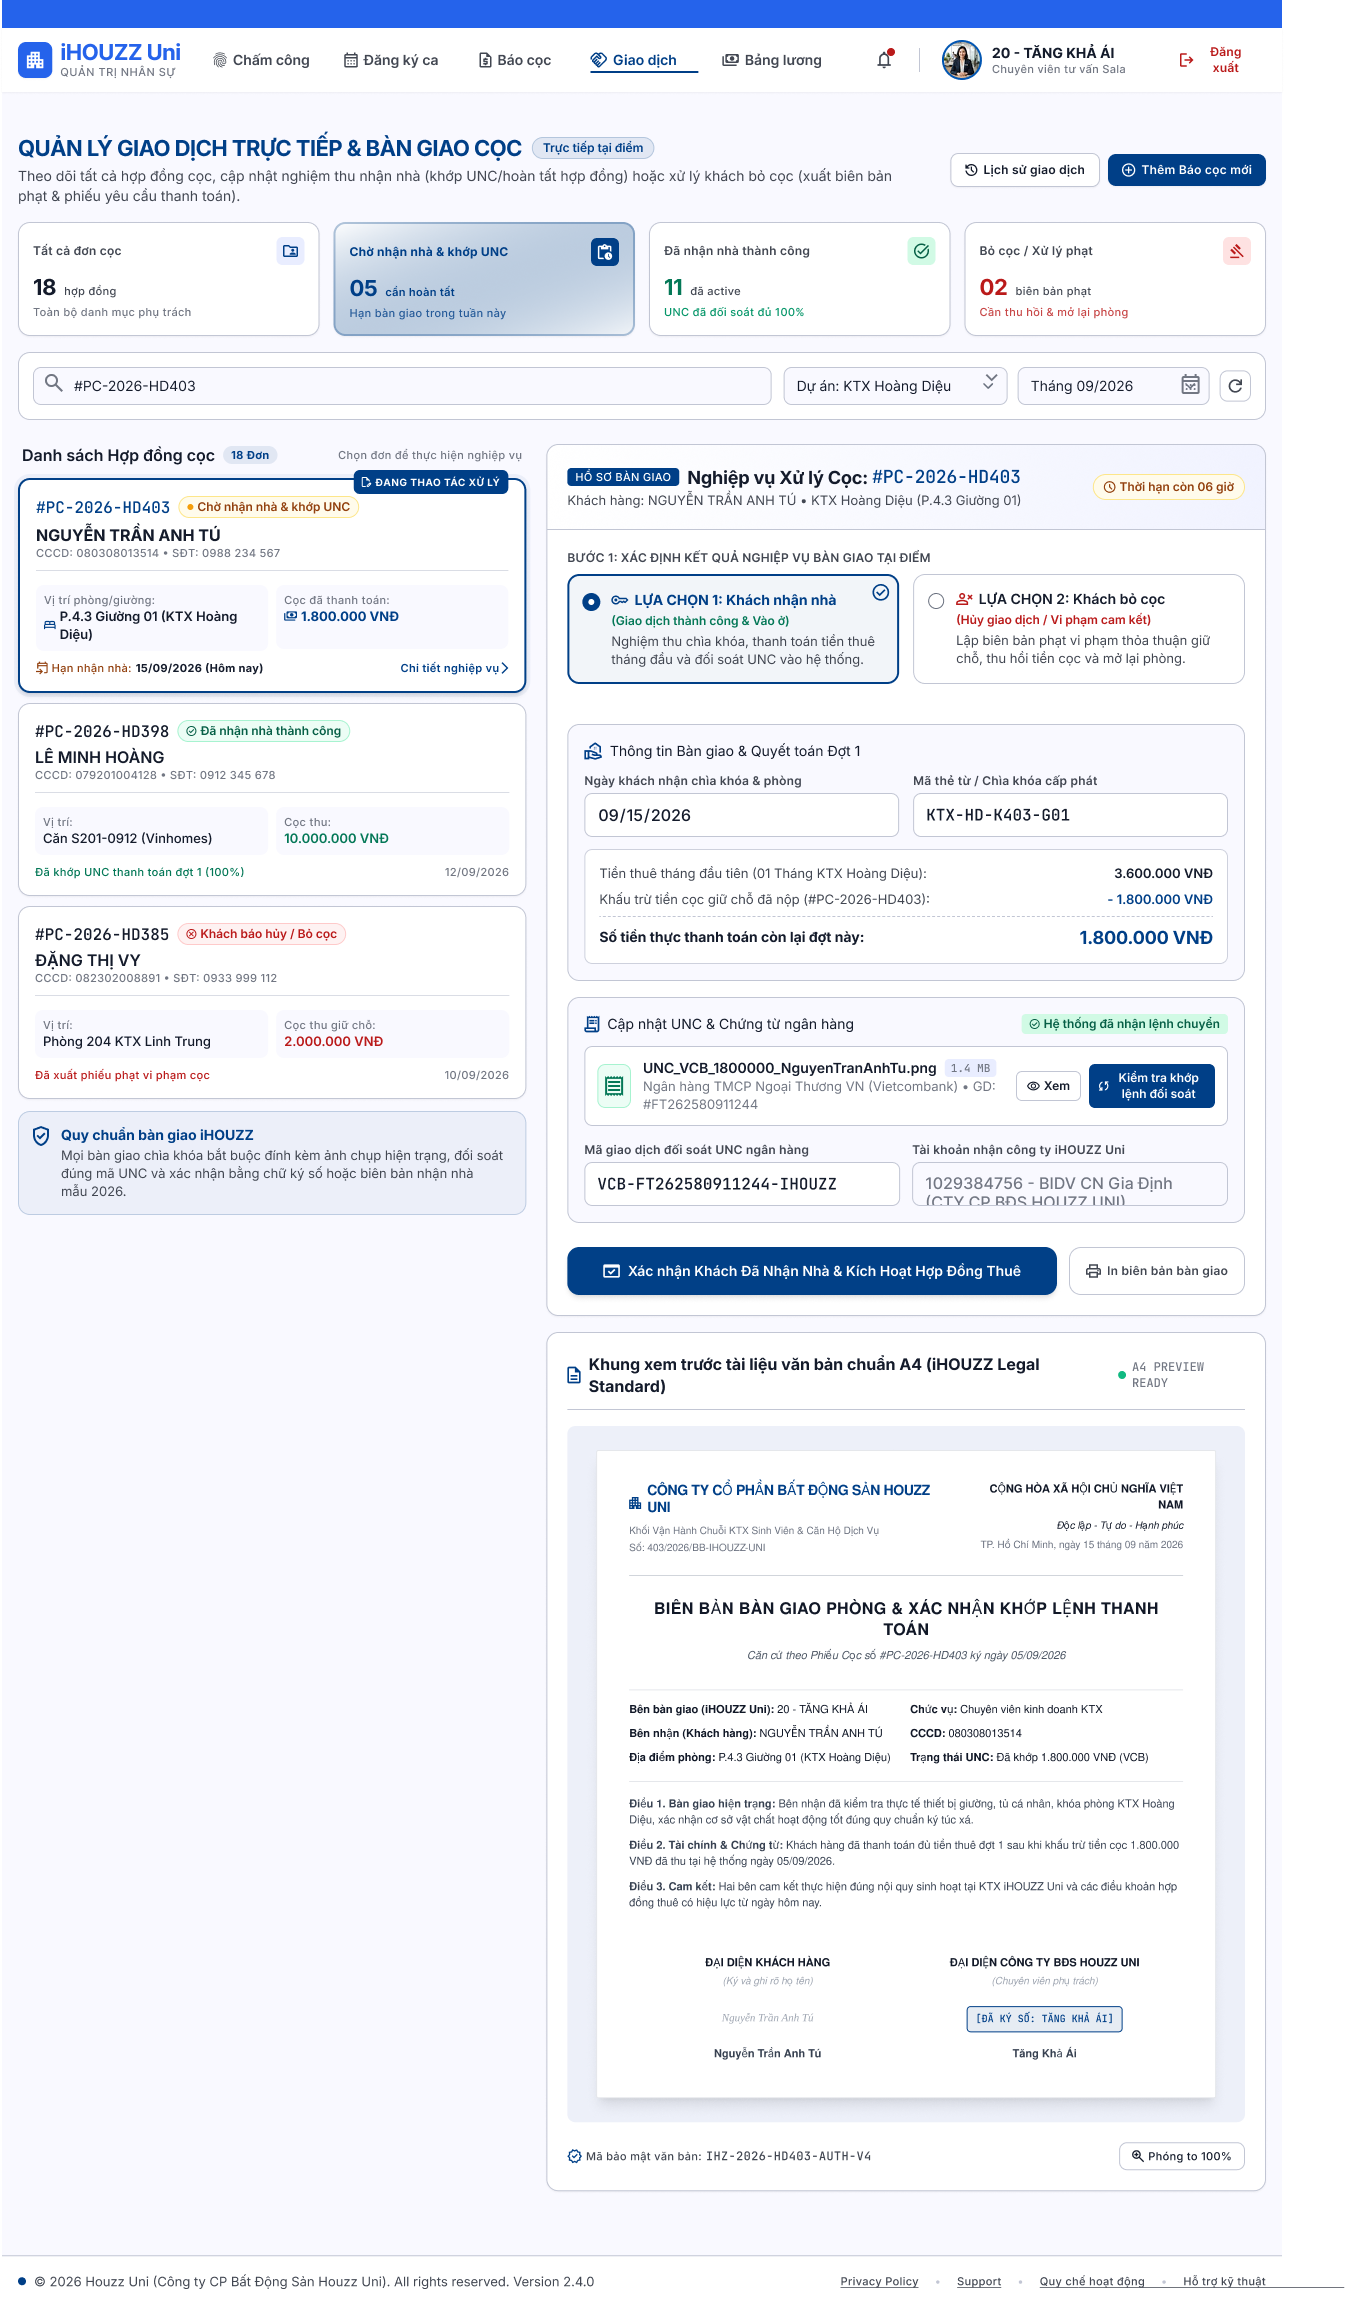 iHOUZZ Uni
QUẢN TRỊ NHÂN SỰ
Chấm công
Đăng ký ca
Báo cọc
Giao dịch
Bảng lương
20 - TĂNG KHẢ ÁI
Chuyên viên tư vấn Sala
Đăng
xuất
QUẢN LÝ GIAO DỊCH TRỰC TIẾP & BÀN GIAO CỌC
Trực tiếp tại điểm
Theo dõi tất cả hợp đồng cọc, cập nhật nghiệm thu nhận nhà (khớp UNC/hoàn tất hợp đồng) hoặc xử lý khách bỏ cọc (xuất biên bản
phạt & phiếu yêu cầu thanh toán).
Lịch sử giao dịch
Thêm Báo cọc mới
Tất cả đơn cọc
18 hợp đồng
Toàn bộ danh mục phụ trách
Chờ nhận nhà & khớp UNC
05 cần hoàn tất
Hạn bàn giao trong tuần này
Đã nhận nhà thành công
11 đã active
UNC đã đối soát đủ 100%
Bỏ cọc / Xử lý phạt
02 biên bản phạt
Cần thu hồi & mở lại phòng
#PC-2026-HD403
Dự án: KTX Hoàng Diệu
Tháng 09/2026
Danh sách Hợp đồng cọc
18 Đơn
Chọn đơn để thực hiện nghiệp vụ
ĐANG THAO TÁC XỬ LÝ
#PC-2026-HD403
Chờ nhận nhà & khớp UNC
NGUYỄN TRẦN ANH TÚ
CCCD: 080308013514 • SĐT: 0988 234 567
Vị trí phòng/giường:
P.4.3 Giường 01 (KTX Hoàng
Diệu)
Cọc đã thanh toán:
1.800.000 VNĐ
Hạn nhận nhà: 15/09/2026 (Hôm nay)
Chi tiết nghiệp vụ
#PC-2026-HD398
Đã nhận nhà thành công
LÊ MINH HOÀNG
CCCD: 079201004128 • SĐT: 0912 345 678
Vị trí:
Căn S201-0912 (Vinhomes)
Cọc thu:
10.000.000 VNĐ
Đã khớp UNC thanh toán đợt 1 (100%)
12/09/2026
#PC-2026-HD385
Khách báo hủy / Bỏ cọc
ĐẶNG THỊ VY
CCCD: 082302008891 • SĐT: 0933 999 112
Vị trí:
Phòng 204 KTX Linh Trung
Cọc thu giữ chỗ:
2.000.000 VNĐ
Đã xuất phiếu phạt vi phạm cọc
10/09/2026
Quy chuẩn bàn giao iHOUZZ
Mọi bàn giao chìa khóa bắt buộc đính kèm ảnh chụp hiện trạng, đối soát
đúng mã UNC và xác nhận bằng chữ ký số hoặc biên bản nhận nhà
mẫu 2026.
HỒ SƠ BÀN GIAO
Nghiệp vụ Xử lý Cọc: #PC-2026-HD403
Khách hàng: NGUYỄN TRẦN ANH TÚ • KTX Hoàng Diệu (P.4.3 Giường 01)
Thời hạn còn 06 giờ
BƯỚC 1: XÁC ĐỊNH KẾT QUẢ NGHIỆP VỤ BÀN GIAO TẠI ĐIỂM
LỰA CHỌN 1: Khách nhận nhà
(Giao dịch thành công & Vào ở)
Nghiệm thu chìa khóa, thanh toán tiền thuê
tháng đầu và đối soát UNC vào hệ thống.
LỰA CHỌN 2: Khách bỏ cọc
(Hủy giao dịch / Vi phạm cam kết)
Lập biên bản phạt vi phạm thỏa thuận giữ
chỗ, thu hồi tiền cọc và mở lại phòng.
Thông tin Bàn giao & Quyết toán Đợt 1
Ngày khách nhận chìa khóa & phòng
09/15/2026
Mã thẻ từ / Chìa khóa cấp phát
KTX-HD-K403-G01
Tiền thuê tháng đầu tiên (01 Tháng KTX Hoàng Diệu):
3.600.000 VNĐ
Khấu trừ tiền cọc giữ chỗ đã nộp (#PC-2026-HD403):
- 1.800.000 VNĐ
Số tiền thực thanh toán còn lại đợt này:
1.800.000 VNĐ
Cập nhật UNC & Chứng từ ngân hàng
Hệ thống đã nhận lệnh chuyển
UNC_VCB_1800000_NguyenTranAnhTu.png
1.4 MB
Ngân hàng TMCP Ngoại Thương VN (Vietcombank) • GD:
#FT262580911244
Xem
Kiểm tra khớp
lệnh đối soát
Mã giao dịch đối soát UNC ngân hàng
VCB-FT262580911244-IHOUZZ
Tài khoản nhận công ty iHOUZZ Uni
1029384756 - BIDV CN Gia Định
(CTY CP BĐS HOUZZ UNI)
Xác nhận Khách Đã Nhận Nhà & Kích Hoạt Hợp Đồng Thuê
In biên bản bàn giao
Khung xem trước tài liệu văn bản chuẩn A4 (iHOUZZ Legal
Standard)
A4 PREVIEW
READY
CÔNG TY CỔ PHẦN BẤT ĐỘNG SẢN HOUZZ
UNI
Khối Vận Hành Chuỗi KTX Sinh Viên & Căn Hộ Dịch Vụ
Số: 403/2026/BB-IHOUZZ-UNI
CỘNG HÒA XÃ HỘI CHỦ NGHĨA VIỆT
NAM
Độc lập - Tự do - Hạnh phúc
TP. Hồ Chí Minh, ngày 15 tháng 09 năm 2026
BIÊN BẢN BÀN GIAO PHÒNG & XÁC NHẬN KHỚP LỆNH THANH
TOÁN
Căn cứ theo Phiếu Cọc số #PC-2026-HD403 ký ngày 05/09/2026
Bên bàn giao (iHOUZZ Uni): 20 - TĂNG KHẢ ÁI
Chức vụ: Chuyên viên kinh doanh KTX
Bên nhận (Khách hàng): NGUYỄN TRẦN ANH TÚ
CCCD: 080308013514
Địa điểm phòng: P.4.3 Giường 01 (KTX Hoàng Diệu)
Trạng thái UNC: Đã khớp 1.800.000 VNĐ (VCB)
Điều 1. Bàn giao hiện trạng: Bên nhận đã kiểm tra thực tế thiết bị giường, tủ cá nhân, khóa phòng KTX Hoàng
Diệu, xác nhận cơ sở vật chất hoạt động tốt đúng quy chuẩn ký túc xá.
Điều 2. Tài chính & Chứng từ: Khách hàng đã thanh toán đủ tiền thuê đợt 1 sau khi khấu trừ tiền cọc 1.800.000
VNĐ đã thu tại hệ thống ngày 05/09/2026.
Điều 3. Cam kết: Hai bên cam kết thực hiện đúng nội quy sinh hoạt tại KTX iHOUZZ Uni và các điều khoản hợp
đồng thuê có hiệu lực từ ngày hôm nay.
ĐẠI DIỆN KHÁCH HÀNG
(Ký và ghi rõ họ tên)
Nguyễn Trần Anh Tú
Nguyễn Trần Anh Tú
ĐẠI DIỆN CÔNG TY BĐS HOUZZ UNI
(Chuyên viên phụ trách)
[ĐÃ KÝ SỐ: TĂNG KHẢ ÁI]
Tăng Khả Ái
Mã bảo mật văn bản: IHZ-2026-HD403-AUTH-V4
Phóng to 100%
© 2026 Houzz Uni (Công ty CP Bất Động Sản Houzz Uni). All rights reserved. Version 2.4.0
Privacy Policy • Support • Quy chế hoạt động • Hỗ trợ kỹ thuật